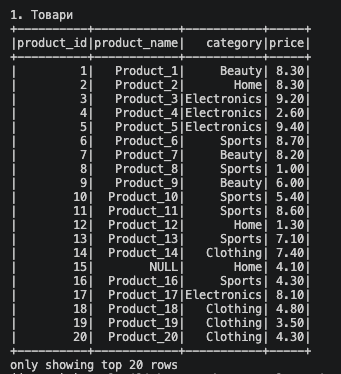 1. Товари
+----------+------------+-----------+-----+
|product_id|product_name|   category|price|
+----------+------------+-----------+-----+
|         1|   Product_1|     Beauty| 8.30|
|         2|   Product_2|       Home| 8.30|
|         3|   Product_3|Electronics| 9.20|
|         4|   Product_4|Electronics| 2.60|
|         5|   Product_5|Electronics| 9.40|
|         6|   Product_6|     Sports| 8.70|
|         7|   Product_7|     Beauty| 8.20|
|         8|   Product_8|     Sports| 1.00|
|         9|   Product_9|     Beauty| 6.00|
|        10|  Product_10|     Sports| 5.40|
|        11|  Product_11|     Sports| 8.60|
|        12|  Product_12|       Home| 1.30|
|        13|  Product_13|     Sports| 7.10|
|        14|  Product_14|   Clothing| 7.40|
|        15|        NULL|       Home| 4.10|
|        16|  Product_16|     Sports| 4.30|
|        17|  Product_17|Electronics| 8.10|
|        18|  Product_18|   Clothing| 4.80|
|        19|  Product_19|   Clothing| 3.50|
|        20|  Product_20|   Clothing| 4.30|
+----------+------------+-----------+-----+
only showing top 20 rows